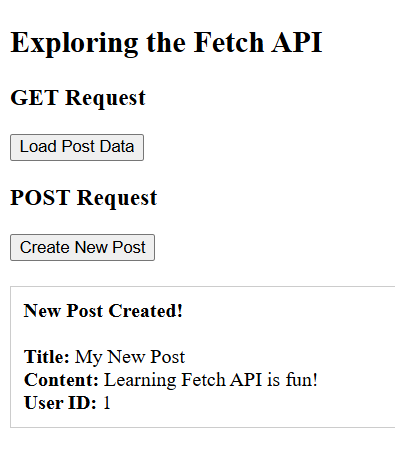 Exploring the Fetch API
GET Request
Load Post Data
POST Request
Create New Post
New Post Created!
Title: My New Post
Content: Learning Fetch API is fun!
User ID: 1